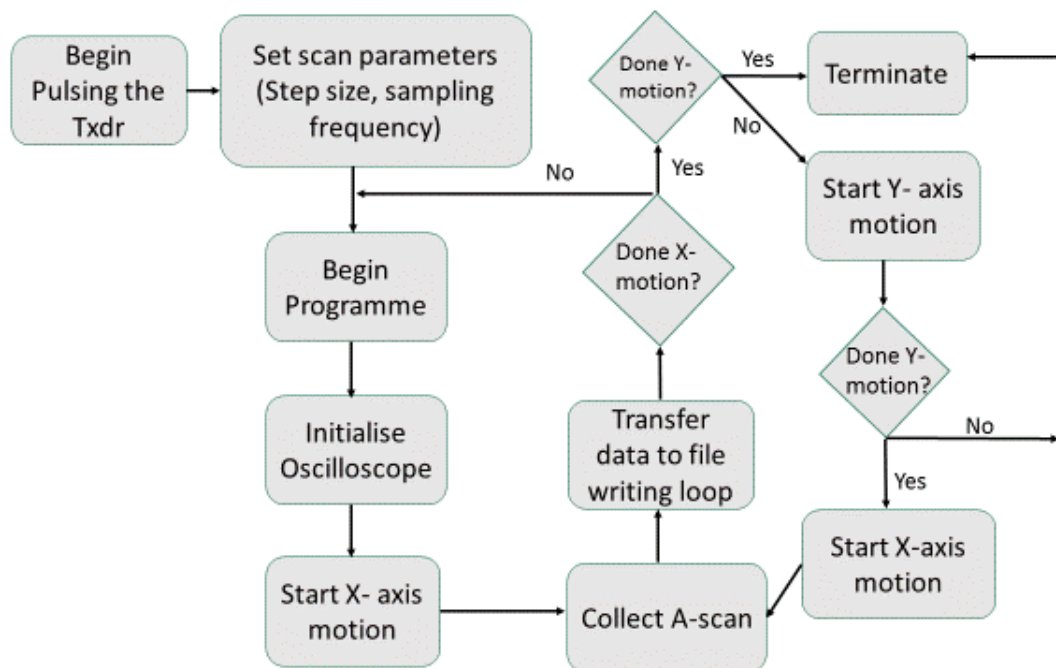 Begin
Pulsing the
Txdr
Set scan parameters
(Step size, sampling
frequency)
Done Y-
motion?
Yes
Terminate
No
Yes
No
Start Y- axis
motion
Begin
Programme
Done X-
motion?
Done Y-
motion?
Initialise
Oscilloscope
Transfer
data to file
writing loop
No
Yes
Start X- axis
motion
Collect A-scan
Start X-axis
motion